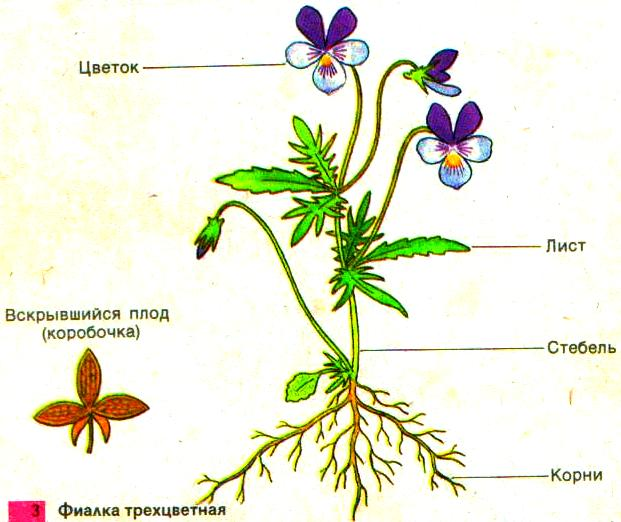 Цветок
Лист
Вскрывшийся плод
(коробочка)
Стебель
Корни
3 Фиалка трехцветная